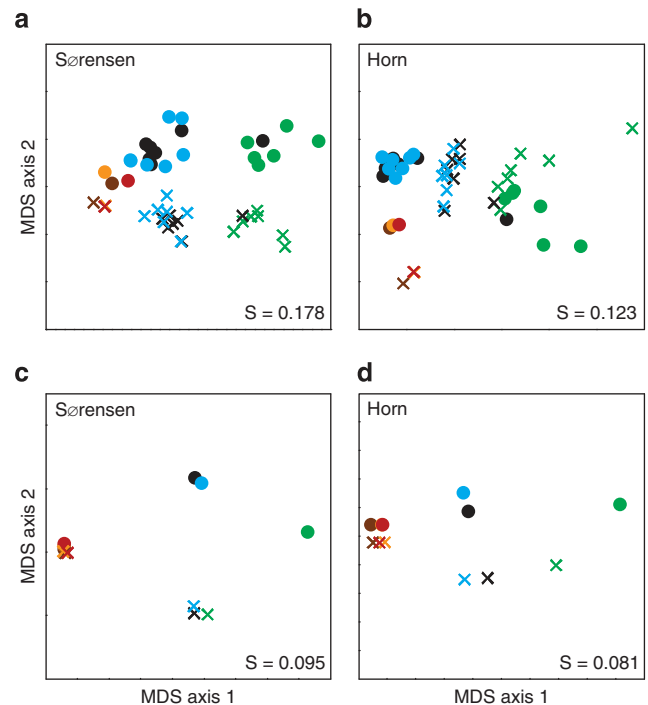 a
Sørensen
MDS axis 2
S = 0.178
b
Horn
S = 0.123
c
Sørensen
MDS axis 2
S = 0.095
MDS axis 1
d
Horn
S = 0.081
MDS axis 1